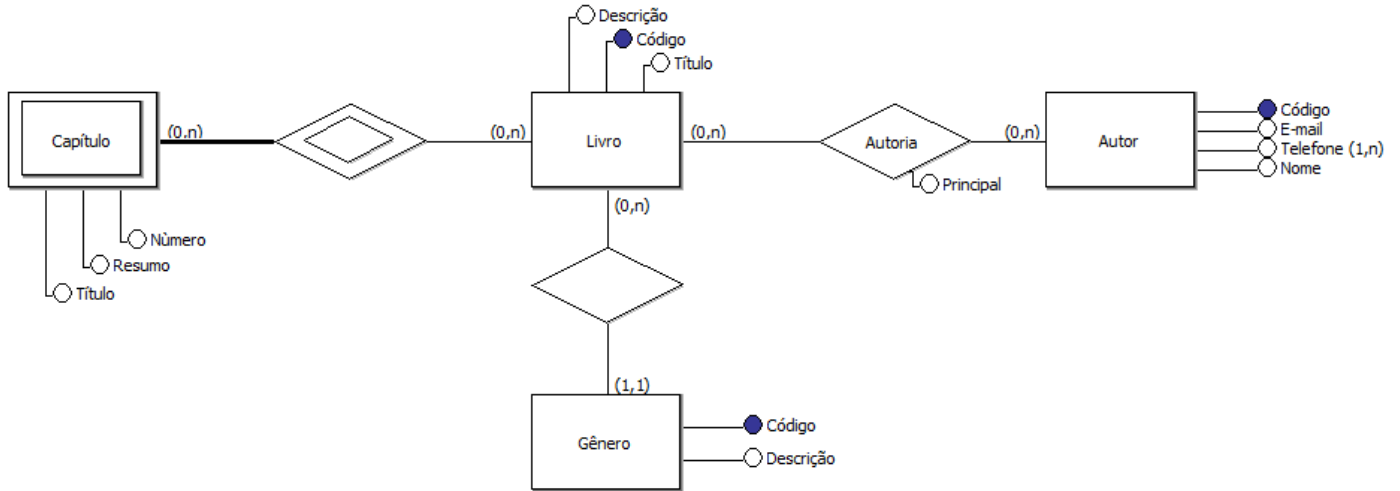 Descrição
Código
Título
Capítulo
(0,n)
(0,n)
Livro
(0,n)
Autoria
(0,n)
Autor
Código
E-mail
Telefone (1,n)
Nome
Principal
(0,n)
Nùmero
Resumo
Título
(1,1)
Gênero
Código
Descrição